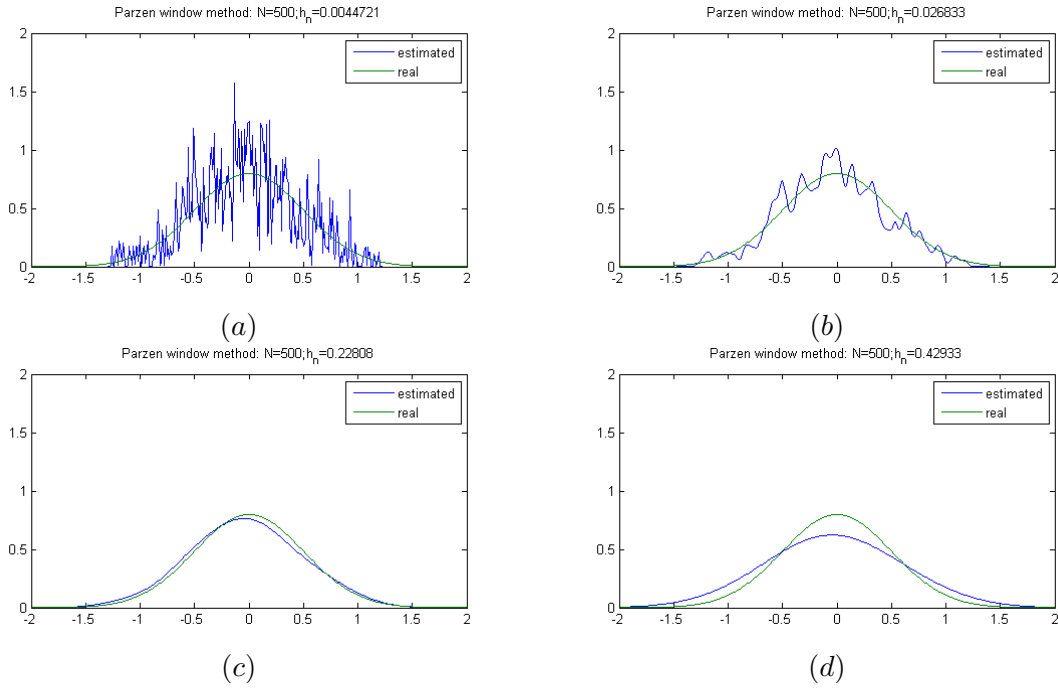 Parzen window method: N=500;h_n=0.0044721
2
1.5
1
0.5
0
-2 -1.5 -1 -0.5 0 0.5 1 1.5 2
estimated
real
(a)
Parzen window method: N=500;h_n=0.026833
2
1.5
1
0.5
0
-2 -1.5 -1 -0.5 0 0.5 1 1.5 2
estimated
real
(b)
Parzen window method: N=500;h_n=0.22808
2
1.5
1
0.5
0
-2 -1.5 -1 -0.5 0 0.5 1 1.5 2
estimated
real
(c)
Parzen window method: N=500;h_n=0.42933
2
1.5
1
0.5
0
-2 -1.5 -1 -0.5 0 0.5 1 1.5 2
estimated
real
(d)